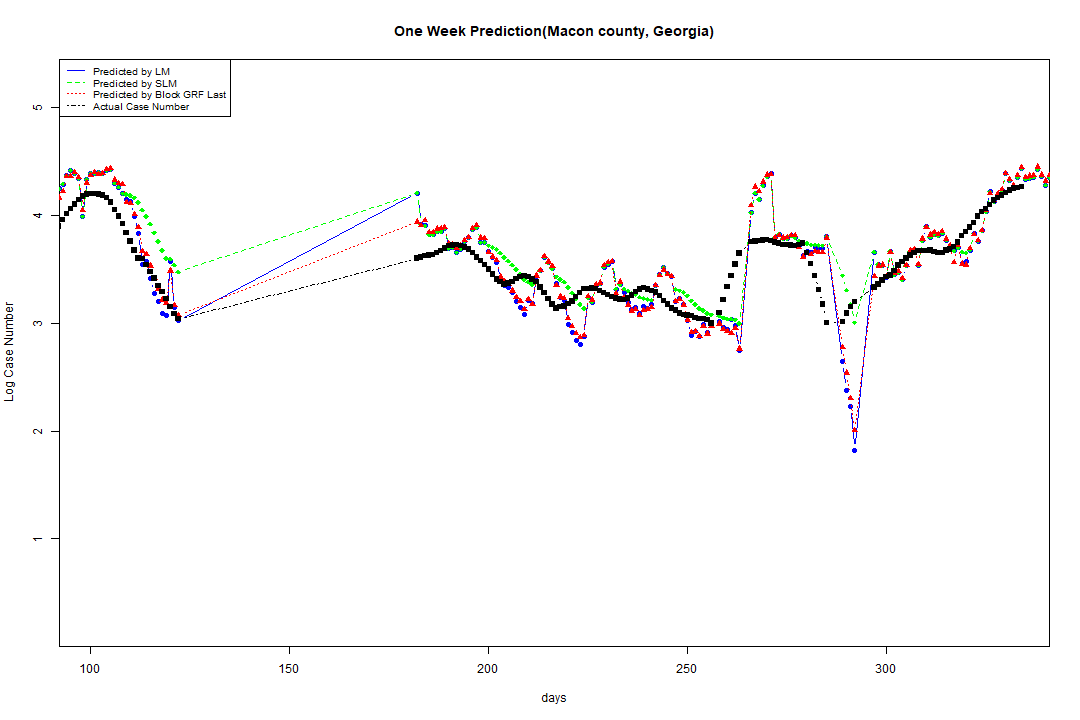 One Week Prediction(Macon county, Georgia)
Predicted by LM
Predicted by SLM
Predicted by Block GRF Last
Actual Case Number
Log Case Number
5
4
3
2
1
100 150 200 250 300
days